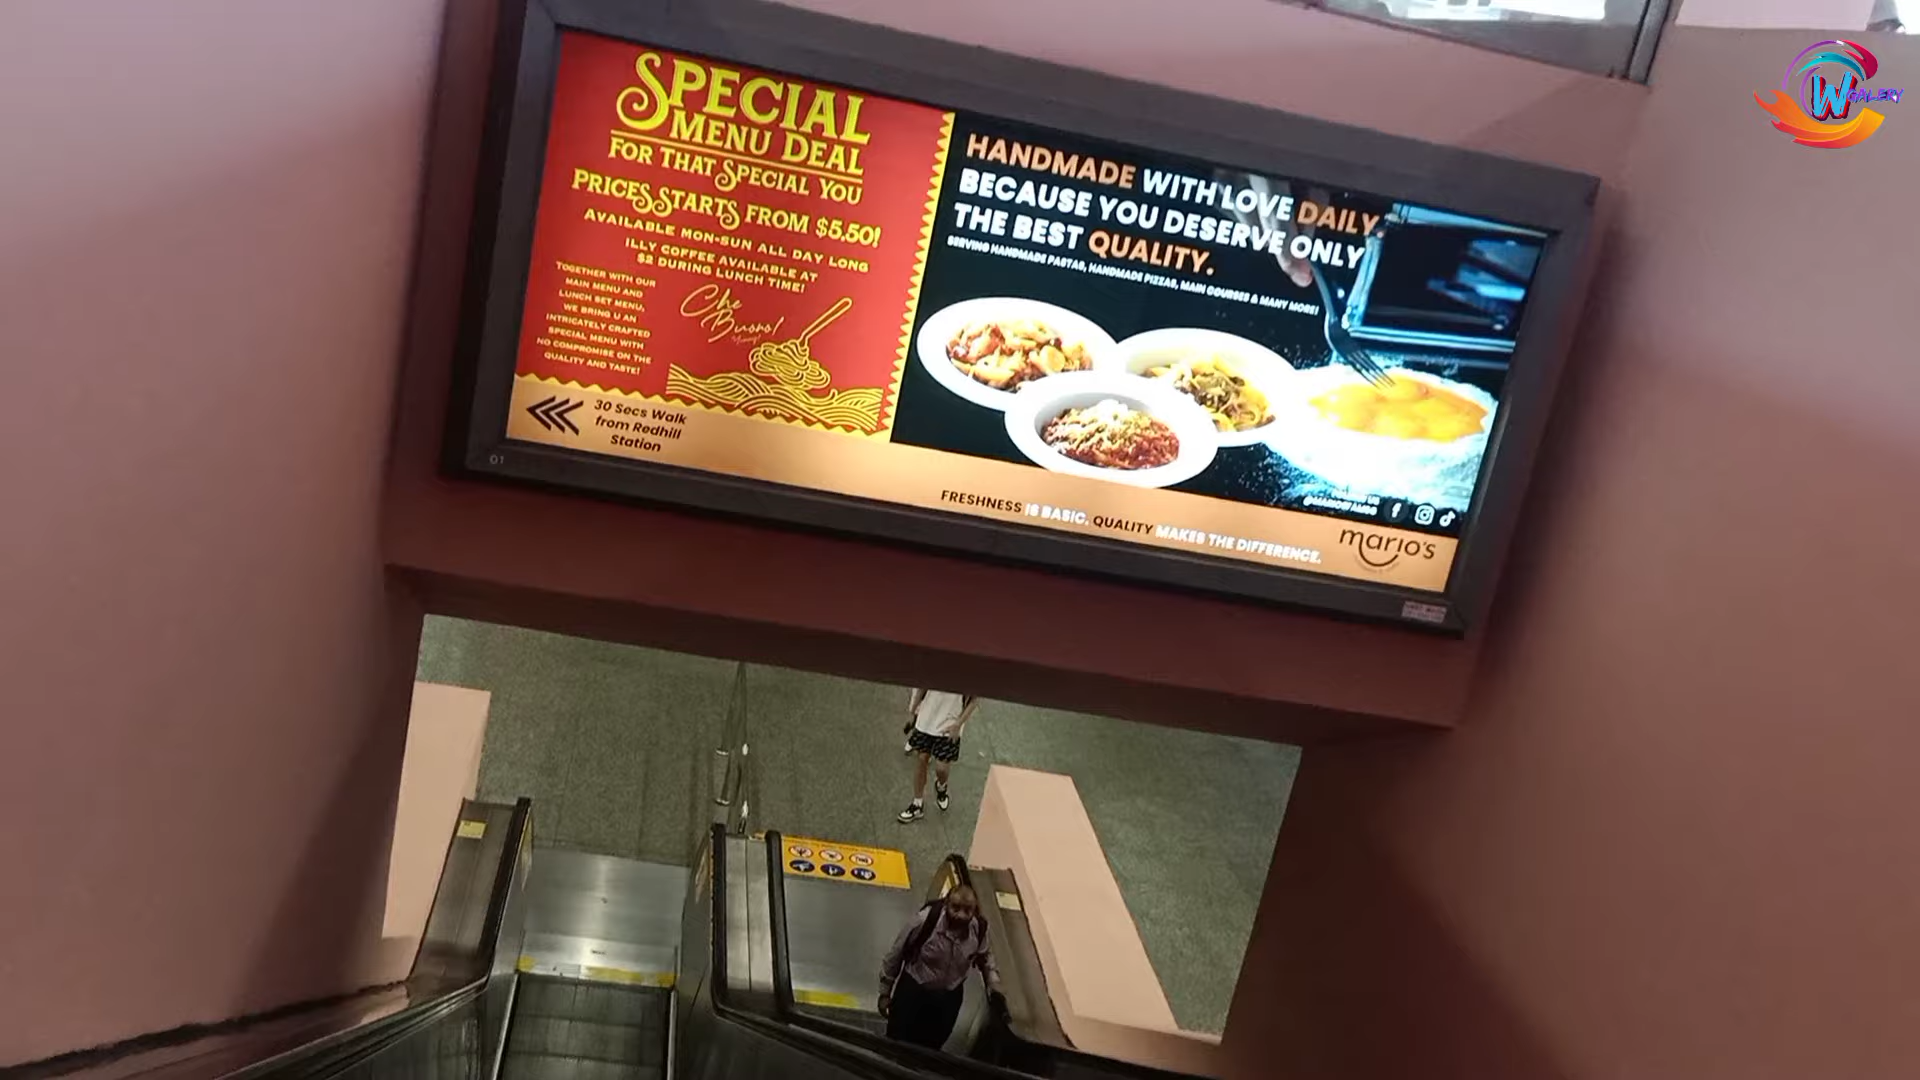 SPECIAL
MENU DEAL
FOR THAT SPECIAL YOU
PRICES STARTS FROM $5.50!
AVAILABLE MON-SUN ALL DAY LONG
ILLY COFFEE AVAILABLE AT
$2 DURING LUNCH TIME!
TOGETHER WITH OUR
MAIN MENU AND
LUNCH SET MENU,
WE BRING U AN
INTRICATELY CRAFTED
SPECIAL MENU WITH
NO COMPROMISE ON THE
QUALITY AND TASTE!
Che
Buono!
30 Secs Walk
from Redhill
Station
01
HANDMADE WITH LOVE DAILY.
BECAUSE YOU DESERVE ONLY
THE BEST QUALITY.
SERVING HANDMADE PASTAS, HANDMADE PIZZAS, MAIN COURSES & MANY MORE!
FRESHNESS IS BASIC. QUALITY MAKES THE DIFFERENCE.
mario's
W GALERY